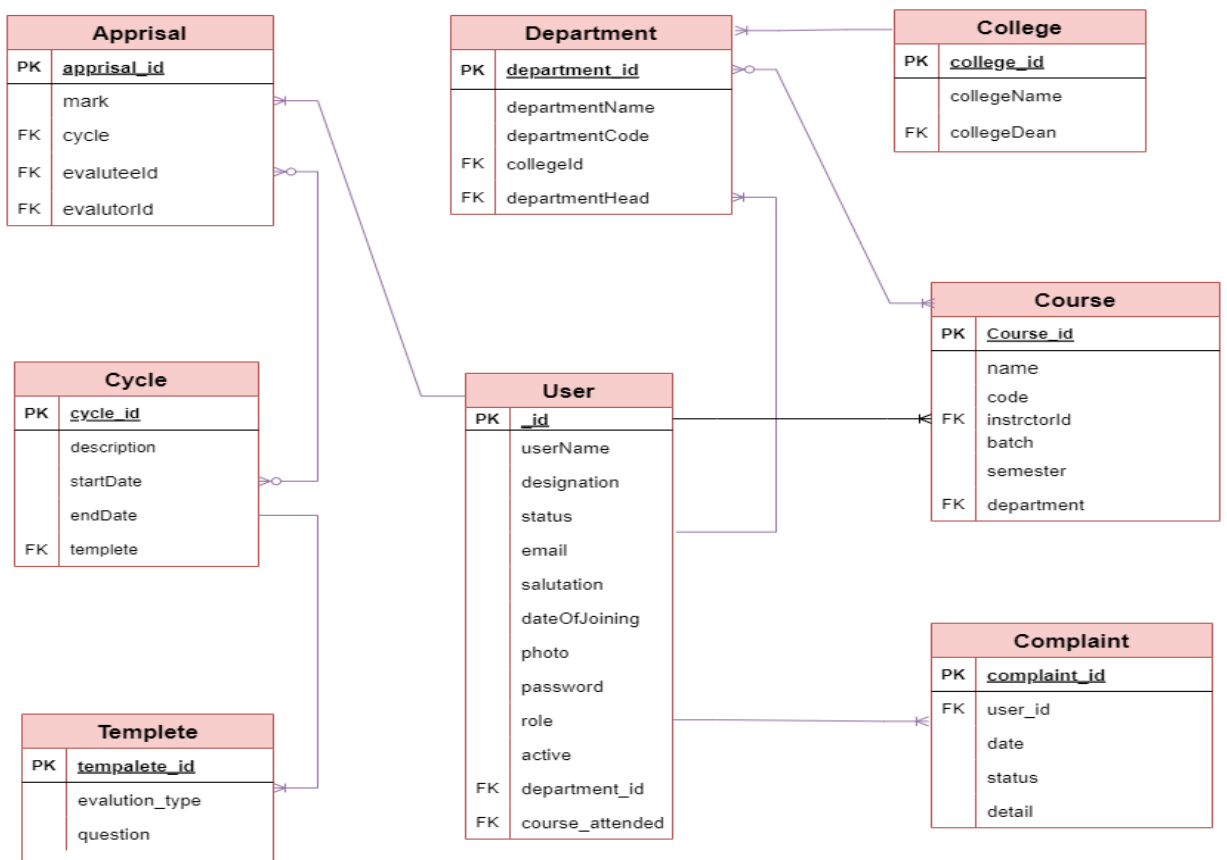 Apprisal
PK apprisal_id
mark
FK cycle
FK evaluteeId
FK evalutorId
Department
PK department_id
departmentName
departmentCode
FK collegeId
FK departmentHead
College
PK college_id
collegeName
FK collegeDean
Course
PK Course_id
name
code
FK instrctorId
batch
semester
FK department
Cycle
PK cycle_id
description
startDate
endDate
FK templete
User
PK _id
userName
designation
status
email
salutation
dateOfJoining
photo
password
role
active
FK department_id
FK course_attended
Complaint
PK complaint_id
FK user_id
date
status
detail
Templete
PK tempalete_id
evalution_type
question